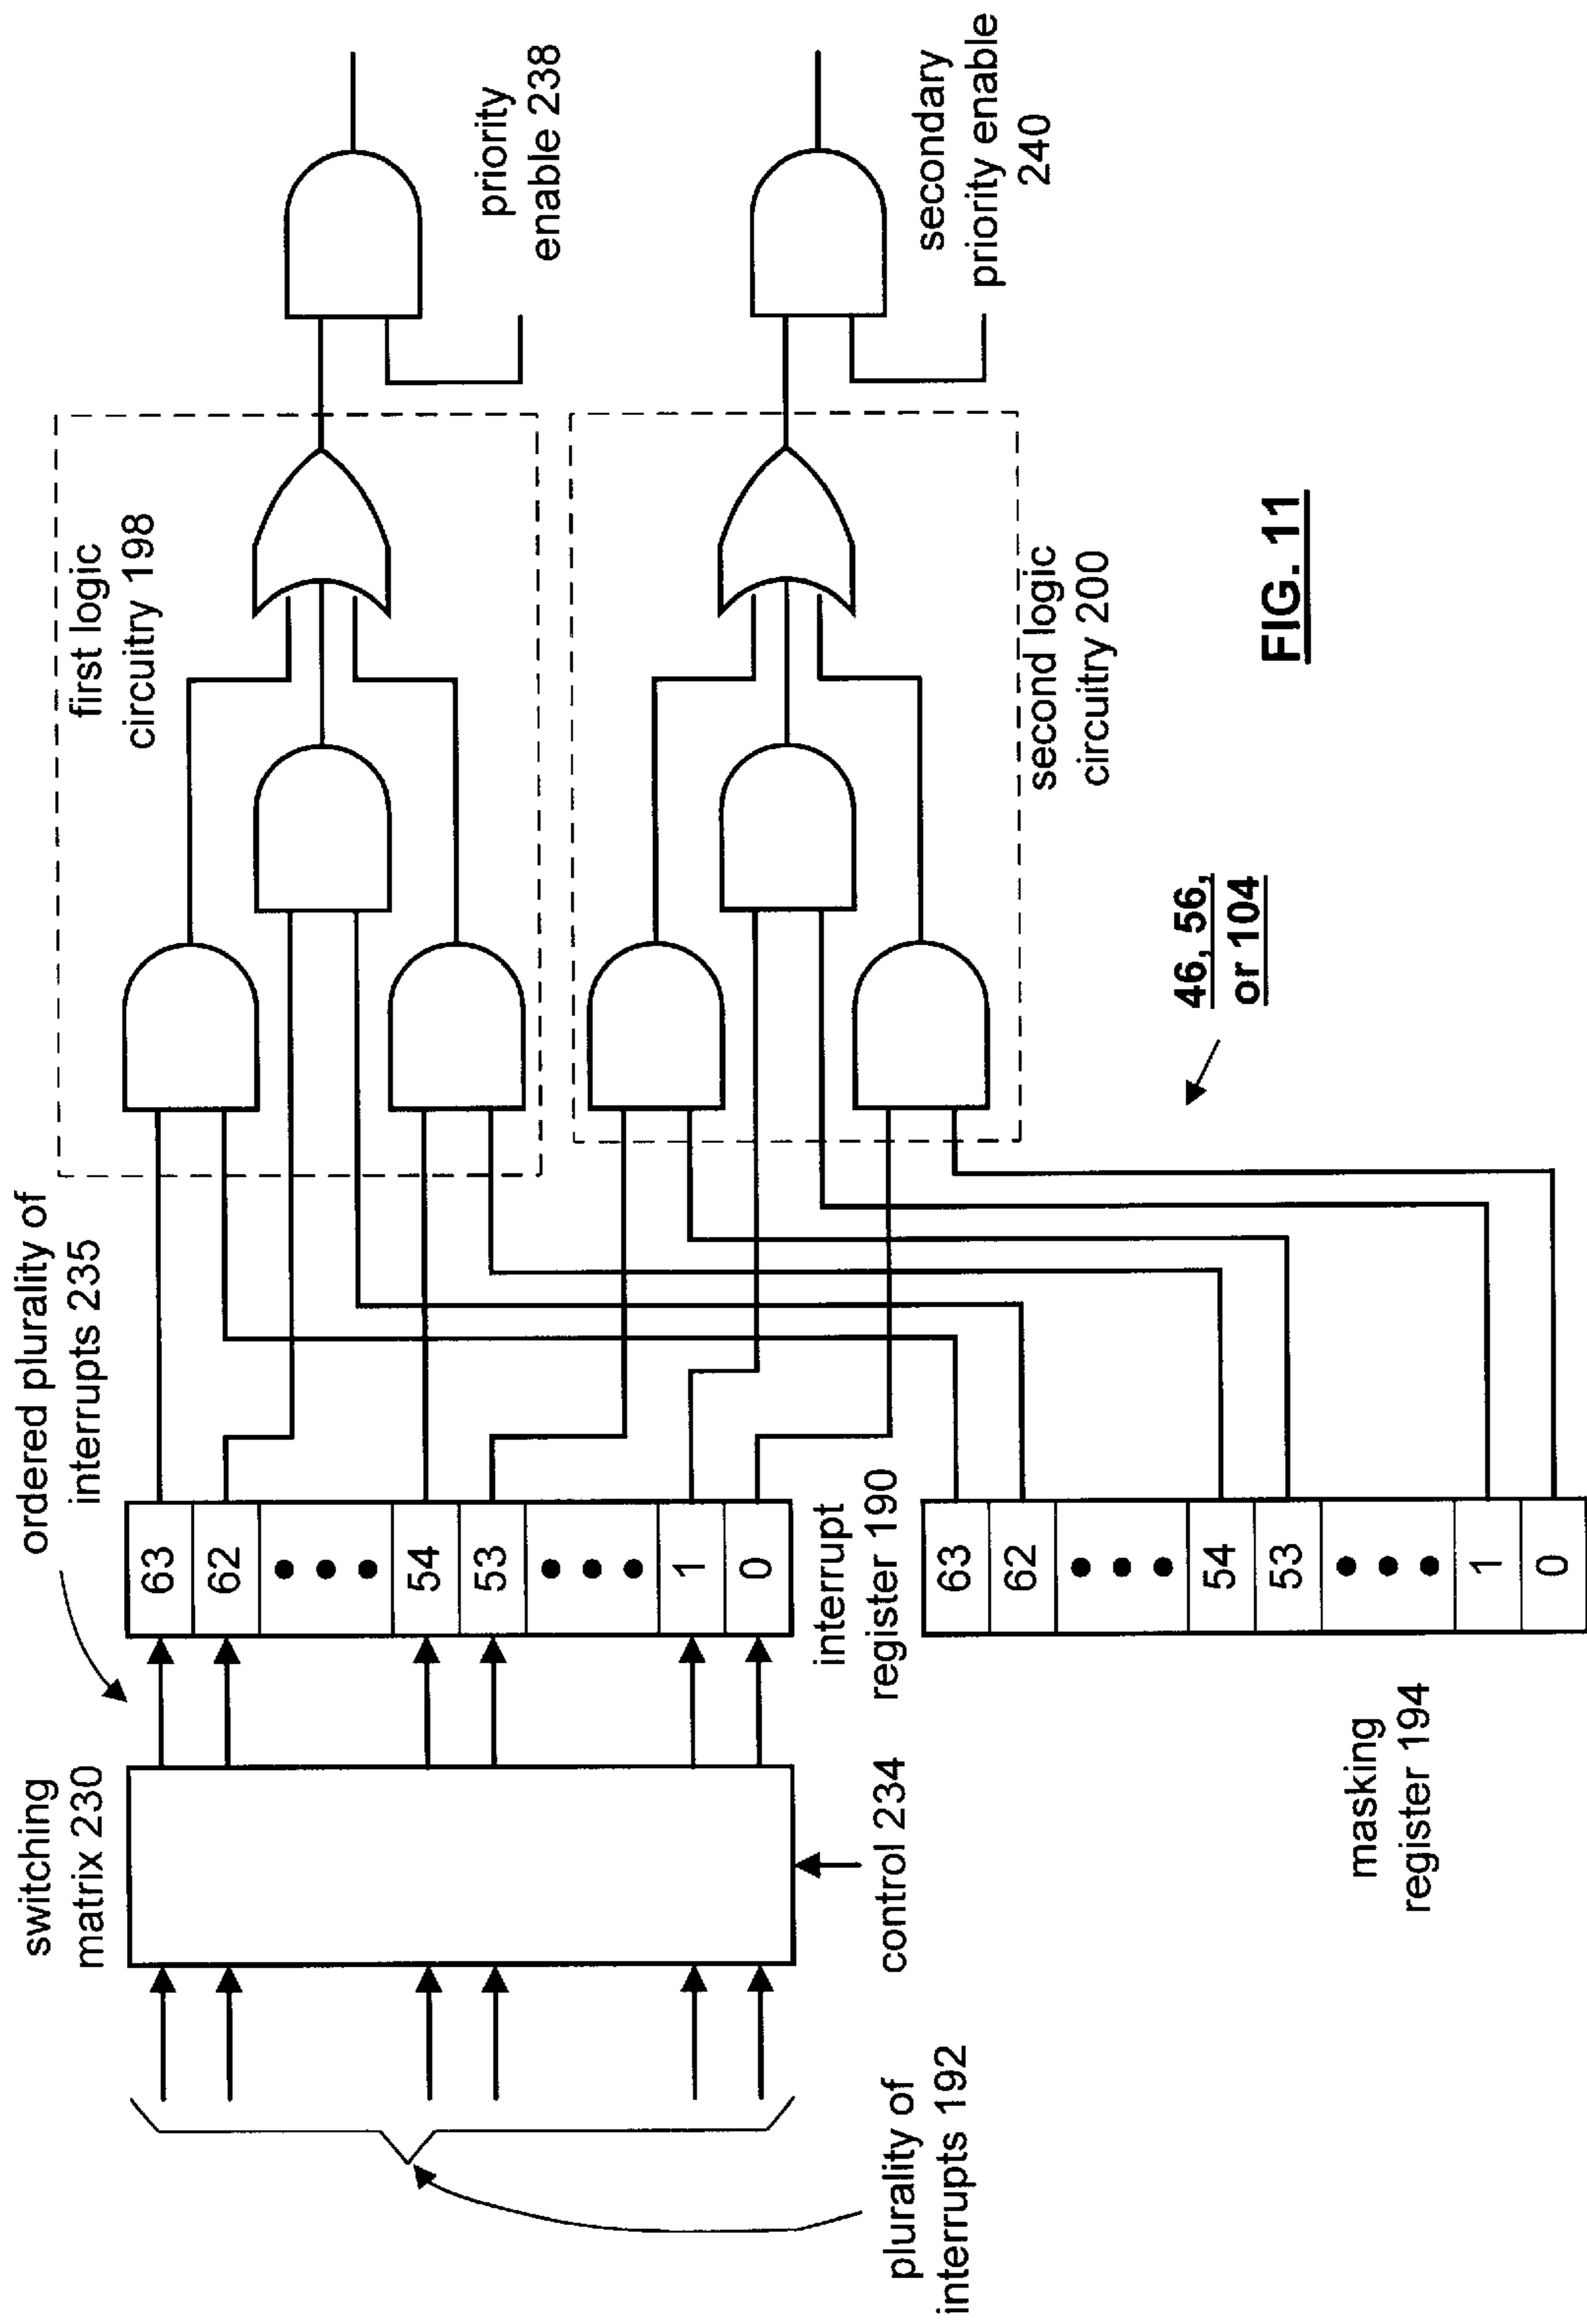 switching
matrix 230
ordered plurality of
interrupts 235
first logic
circuitry 198
priority
enable 238
plurality of
interrupts 192
control 234
63
62
54
53
1
0
interrupt
register 190
second logic
circuitry 200
secondary
priority enable
240
masking
register 194
63
62
54
53
1
0
46, 56,
or 104
FIG. 11